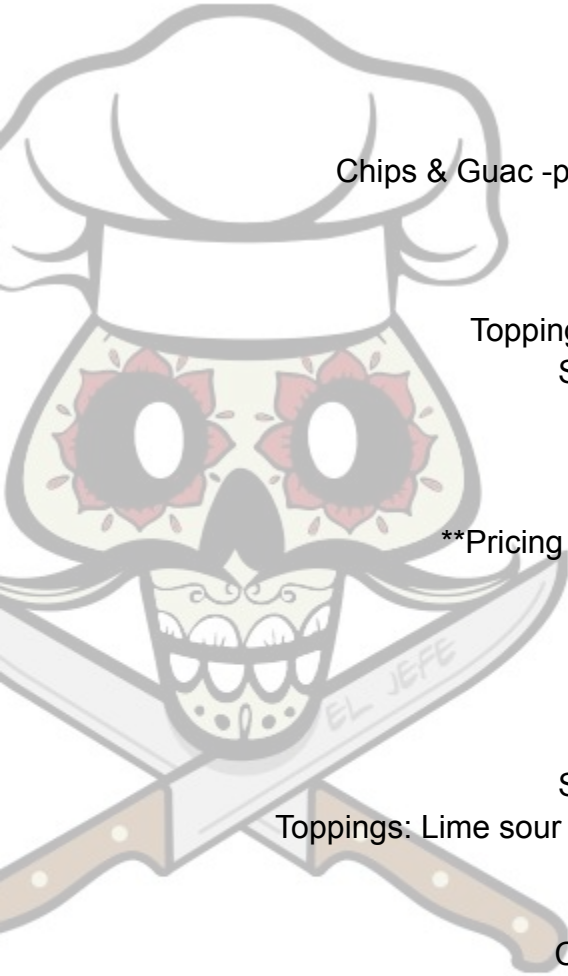 Chips & Guac -p
Topping
S
**Pricing
EL JEFE
S
Toppings: Lime sour
C